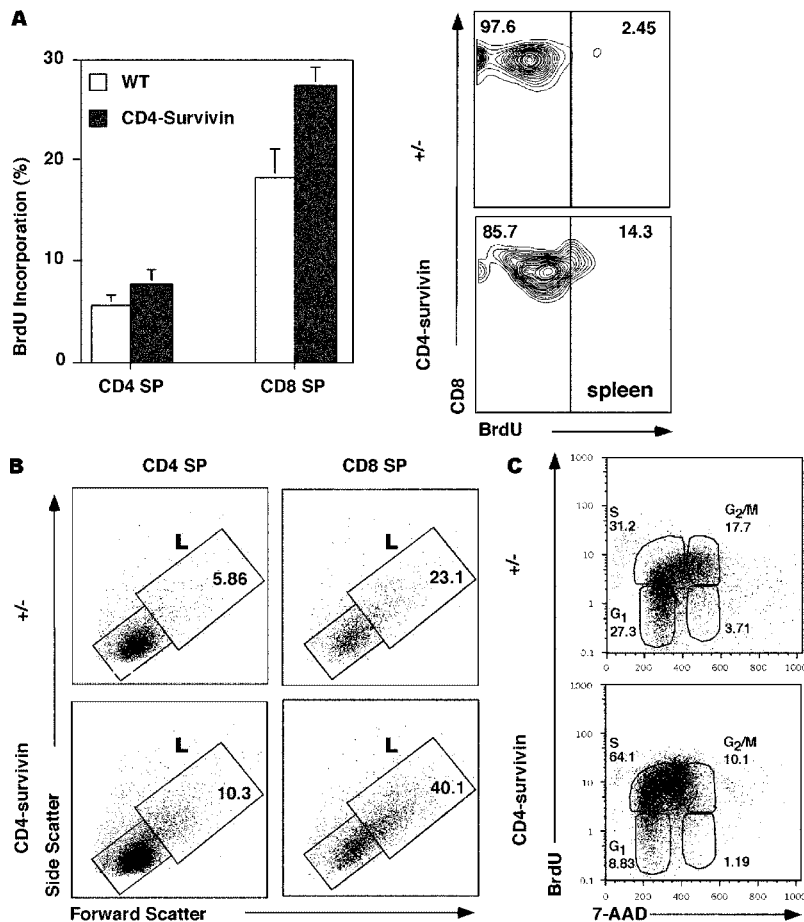 A
30
20
10
0
BrdU Incorporation (%)
WT
CD4-Survivin
CD4 SP
CD8 SP
97.6
2.45
+/-
85.7
14.3
CD4-survivin
CD8
spleen
BrdU
B
CD4 SP
CD8 SP
L
5.86
L
23.1
+/-
L
10.3
L
40.1
CD4-survivin
Side Scatter
Forward Scatter
C
1000
100
10
1
0.1
S
31.2
G2/M
17.7
G1
27.3
3.71
0 200 400 600 800 1000
+/-
1000
100
10
1
0.1
S
64.1
G2/M
10.1
G1
8.83
1.19
0 200 400 600 800 1000
CD4-survivin
BrdU
7-AAD